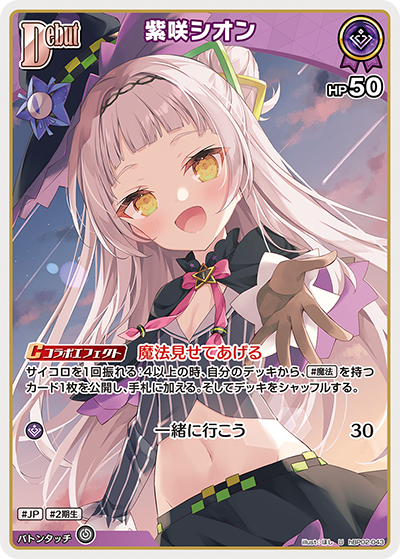 Debut
紫咲シオン
HP50
Cコラボエフェクト 魔法見せてあげる
サイコロを1回振れる:4以上の時、自分のデッキから、#魔法を持つ
カード1枚を公開し、手札に加える。そしてデッキをシャッフルする。
一緒に行こう 30
#JP #2期生
バトンタッチ
illust: U hBP02-043